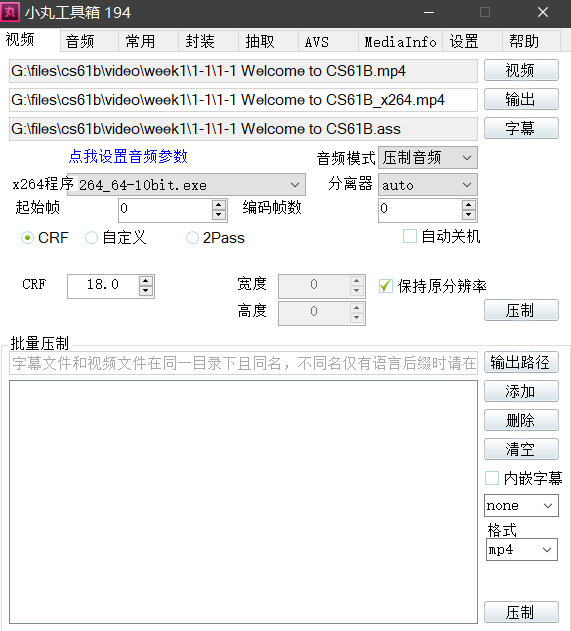 丸 小丸工具箱 194
视频 音频 常用 封装 抽取 AVS MediaInfo 设置 帮助
G:\files\cs61b\video\week1\1-1\1-1 Welcome to CS61B.mp4 视频
G:\files\cs61b\video\week1\1-1\1-1 Welcome to CS61B_x264.mp4 输出
G:\files\cs61b\video\week1\1-1\1-1 Welcome to CS61B.ass 字幕
点我设置音频参数 音频模式 压制音频
x264程序 264_64-10bit.exe 分离器 auto
起始帧 0 编码帧数 0
CRF 自定义 2Pass 自动关机
CRF 18.0 宽度 0 保持原分辨率
高度 0 压制
批量压制
字幕文件和视频文件在同一目录下且同名，不同名仅有语言后缀时请在 输出路径
添加
删除
清空
内嵌字幕
none
格式
mp4
压制